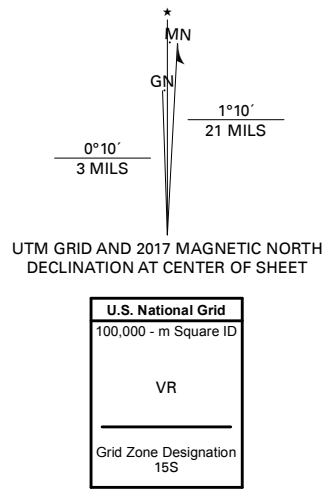 ★
MN
GN
1°10´
21 MILS
0°10´
3 MILS
UTM GRID AND 2017 MAGNETIC NORTH
DECLINATION AT CENTER OF SHEET
U.S. National Grid
100,000 - m Square ID
VR
Grid Zone Designation
15S